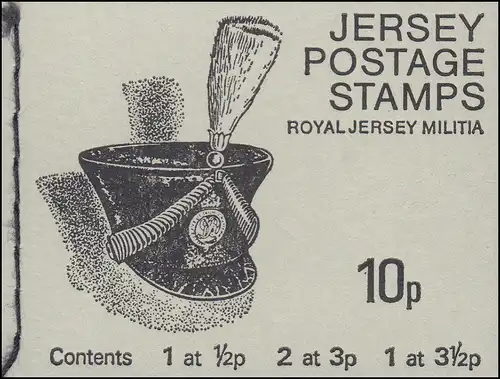 JERSEY
POSTAGE
STAMPS
ROYAL JERSEY MILITIA
10p
Contents 1 at ½p 2 at 3p 1 at 3½p